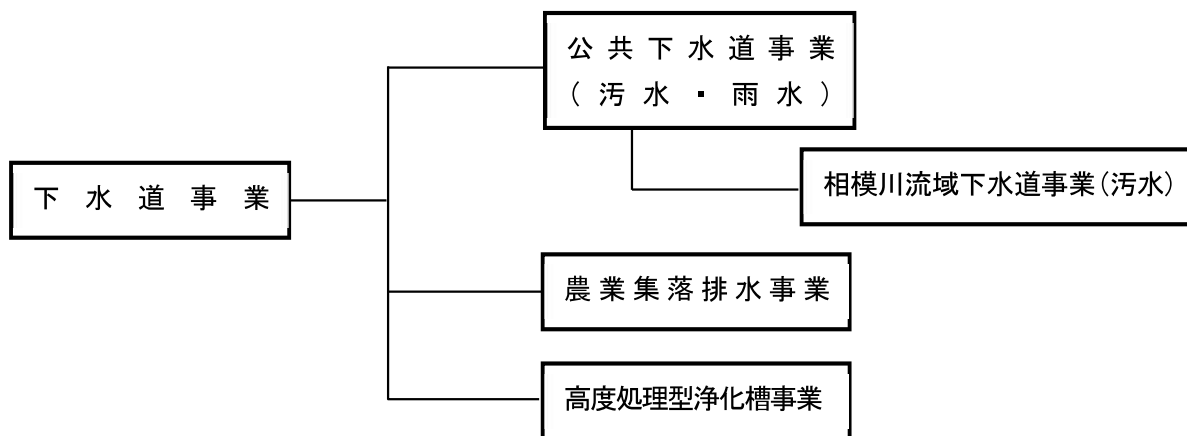 公共下水道事業
(汚水・雨水)
下水道事業
相模川流域下水道事業(汚水)
農業集落排水事業
高度処理型浄化槽事業